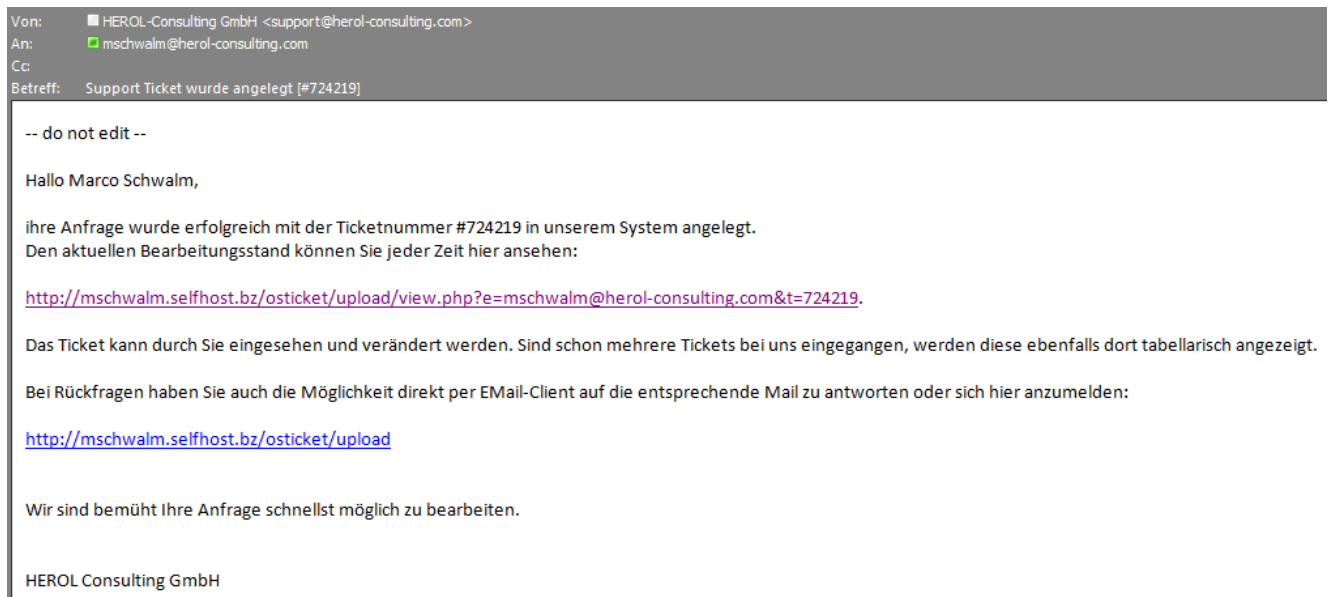 Von: HEROL-Consulting GmbH <support@herol-consulting.com>
An: mschwalm@herol-consulting.com
Cc:
Betreff: Support Ticket wurde angelegt [#724219]
-- do not edit --
Hallo Marco Schwalm,
ihre Anfrage wurde erfolgreich mit der Ticketnummer #724219 in unserem System angelegt.
Den aktuellen Bearbeitungsstand können Sie jeder Zeit hier ansehen:
http://mschwalm.selfhost.bz/osticket/upload/view.php?e=mschwalm@herol-consulting.com&t=724219.
Das Ticket kann durch Sie eingesehen und verändert werden. Sind schon mehrere Tickets bei uns eingegangen, werden diese ebenfalls dort tabellarisch angezeigt.
Bei Rückfragen haben Sie auch die Möglichkeit direkt per EMail-Client auf die entsprechende Mail zu antworten oder sich hier anzumelden:
http://mschwalm.selfhost.bz/osticket/upload
Wir sind bemüht Ihre Anfrage schnellst möglich zu bearbeiten.
HEROL Consulting GmbH